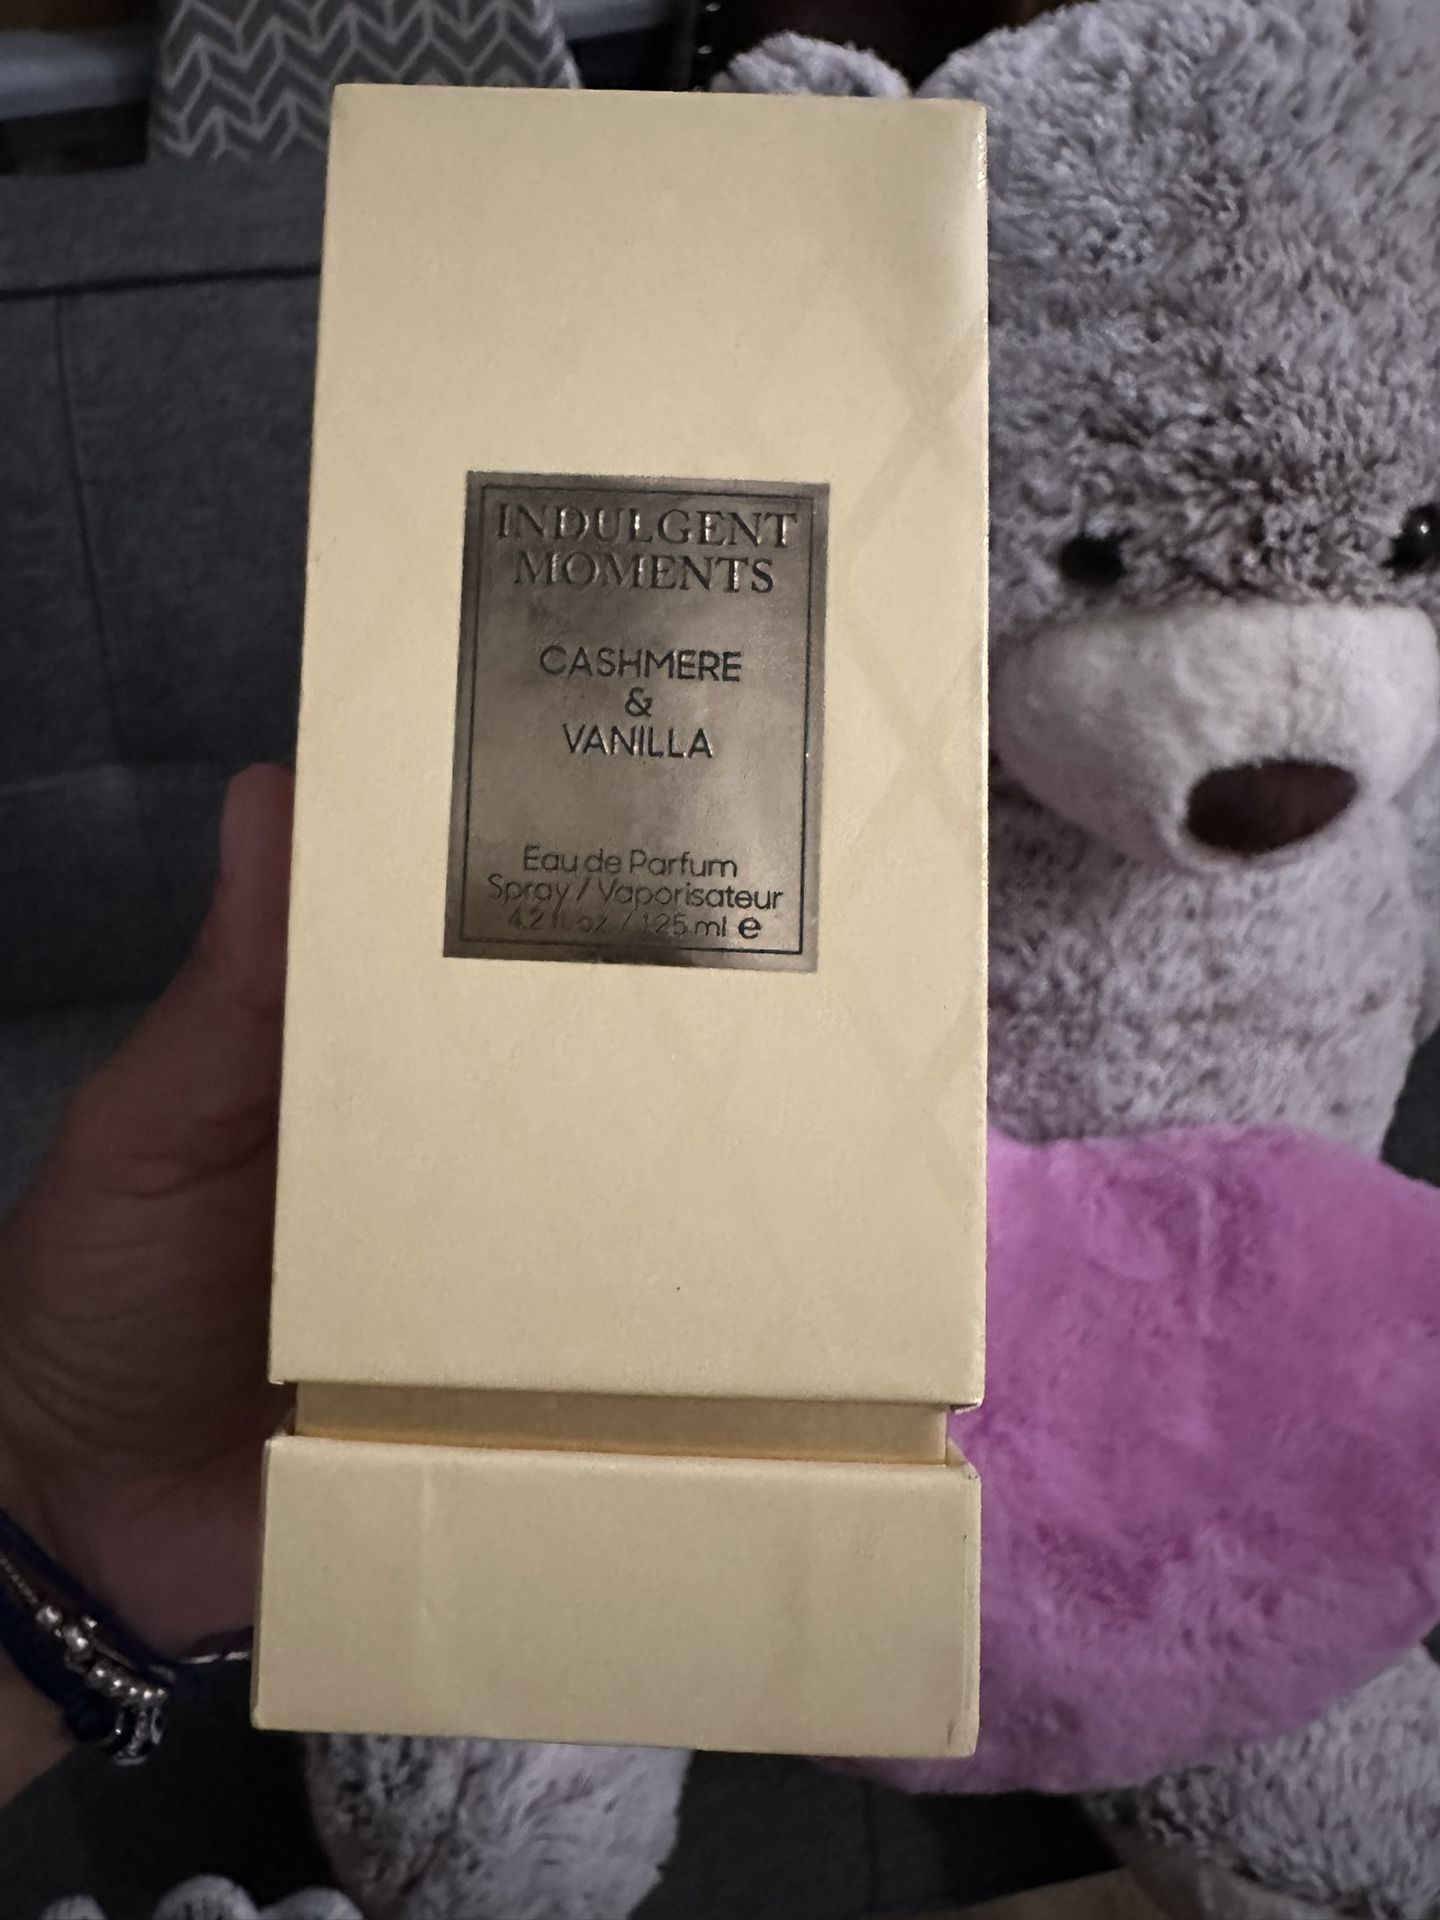 INDULGENT
MOMENTS
CASHMERE
&
VANILLA
Eau de Parfum
Spray / Vaporisateur
4.2 fl oz / 125 ml e